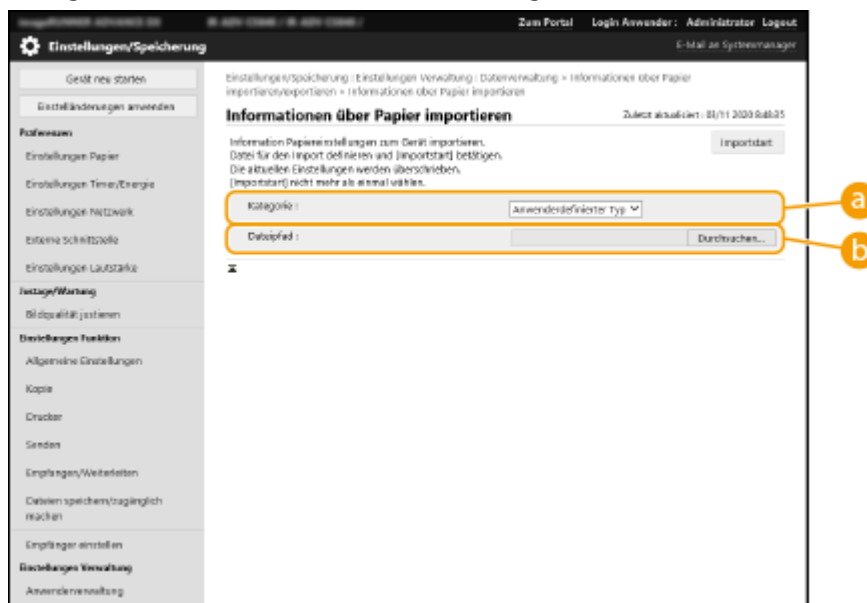 Zum Portal Login Anwender : Administrator Logout
Einstellungen/Speicherung
E-Mail an Systemmanager
Gerät neu starten
Einstelländerungen anwenden
Präferenzen
Einstellungen Papier
Einstellungen Timer/Energie
Einstellungen Netzwerk
Externe Schnittstelle
Einstellungen Lautstärke
Justage/Wartung
Bildqualität justieren
Einstellungen Funktion
Allgemeine Einstellungen
Kopie
Drucker
Senden
Empfangen/Weiterleiten
Dateien speichern/zugänglich
machen
Empfänger einstellen
Einstellungen Verwaltung
Anwenderverwaltung
Einstellungen/Speicherung : Einstellungen Verwaltung : Datenverwaltung > Informationen über Papier
importieren/exportieren > Informationen über Papier importieren
Informationen über Papier importieren
Zuletzt aktualisiert : 2020
Information Papiereinstellungen zum Gerät importieren.
Datei für den Import definieren und [Importstart] betätigen.
Die aktuellen Einstellungen werden überschrieben.
[Importstart] nicht mehr als einmal wählen.
Importstart
Kategorie :
Anwenderdefinierter Typ
a
Dateipfad :
Durchsuchen...
b